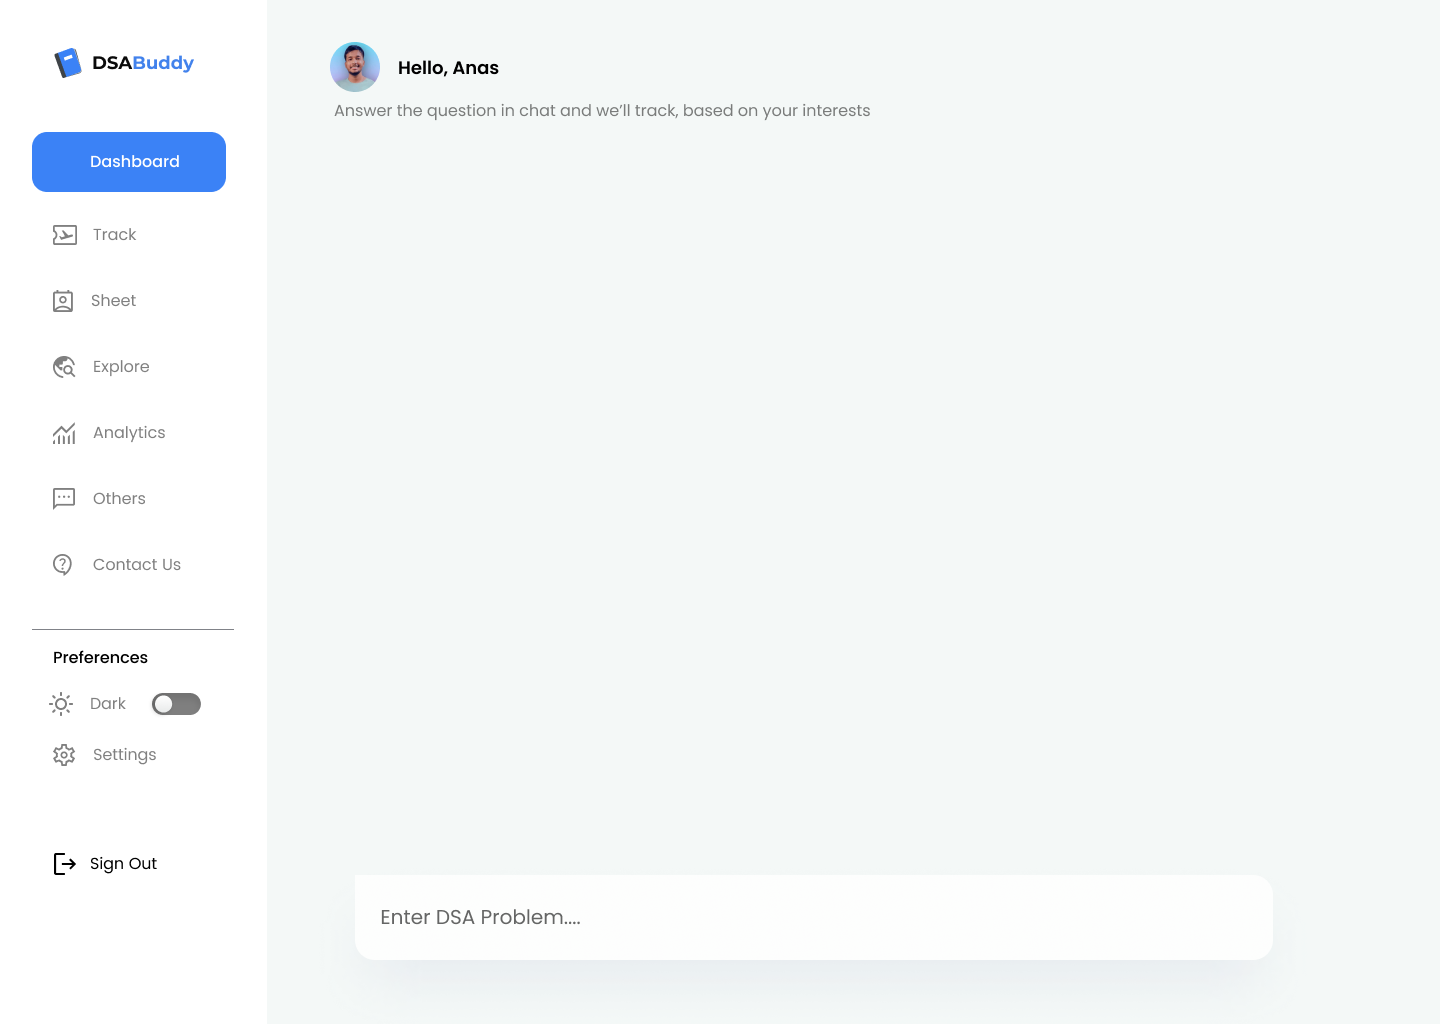 DSABuddy
Dashboard
Track
Sheet
Explore
Analytics
Others
Contact Us
Preferences
Dark
Settings
Sign Out
Hello, Anas
Answer the question in chat and we’ll track, based on your interests
Enter DSA Problem....